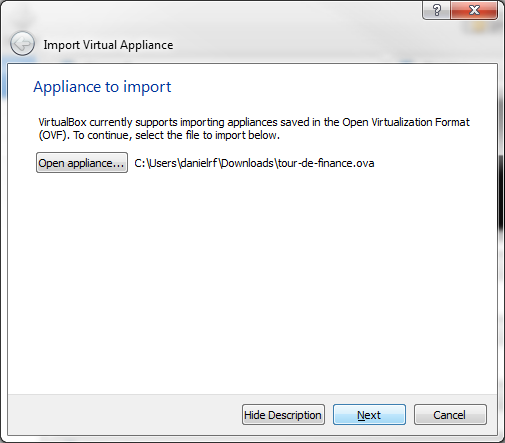 ?
X
Import Virtual Appliance
Appliance to import
VirtualBox currently supports importing appliances saved in the Open Virtualization Format
(OVF). To continue, select the file to import below.
Open appliance... C:\Users\danielrf\Downloads\tour-de-finance.ova
Hide Description Next Cancel